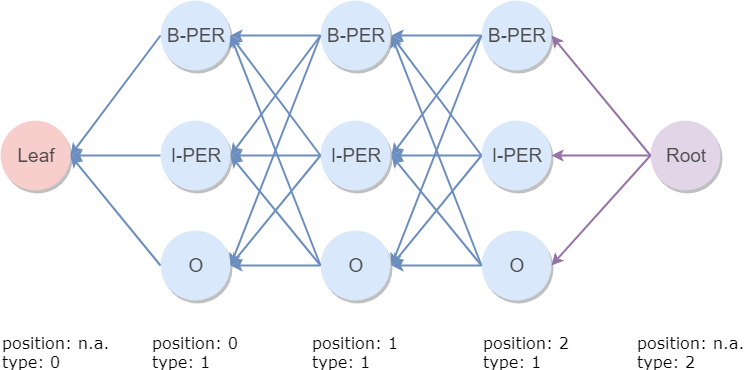 B-PER B-PER B-PER
Leaf I-PER I-PER I-PER Root
O O O
position: n.a. position: 0 position: 1 position: 2 position: n.a.
type: 0 type: 1 type: 1 type: 1 type: 2